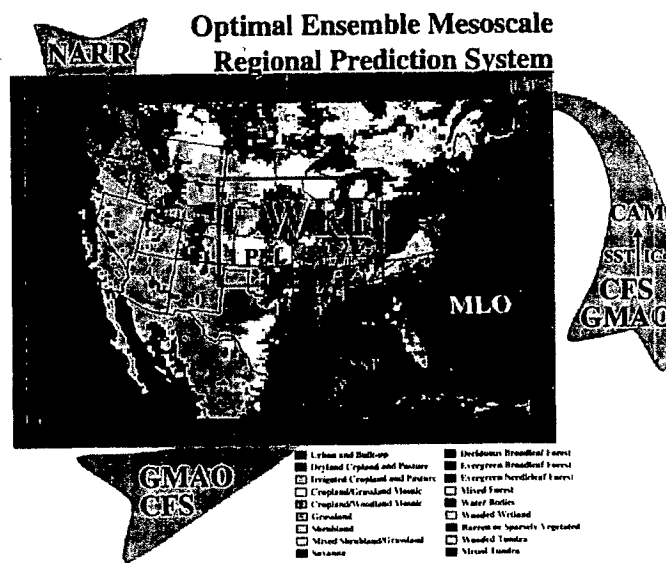 Optimal Ensemble Mesoscale
Regional Prediction System
NARR
CWRF
CAM
SST IC
CFS
GMAO
MLO
GMAO
CFS
Urban and Built-up
Dryland Cropland and Pasture
Irrigated Cropland and Pasture
Cropland/Grassland Mosaic
Cropland/Woodland Mosaic
Grassland
Shrubland
Mixed Shrubland/Grassland
Savanna
Deciduous Broadleaf Forest
Evergreen Broadleaf Forest
Evergreen Needleleaf Forest
Mixed Forest
Water Bodies
Wooded Wetland
Barren or Sparsely Vegetated
Wooded Tundra
Mixed Tundra